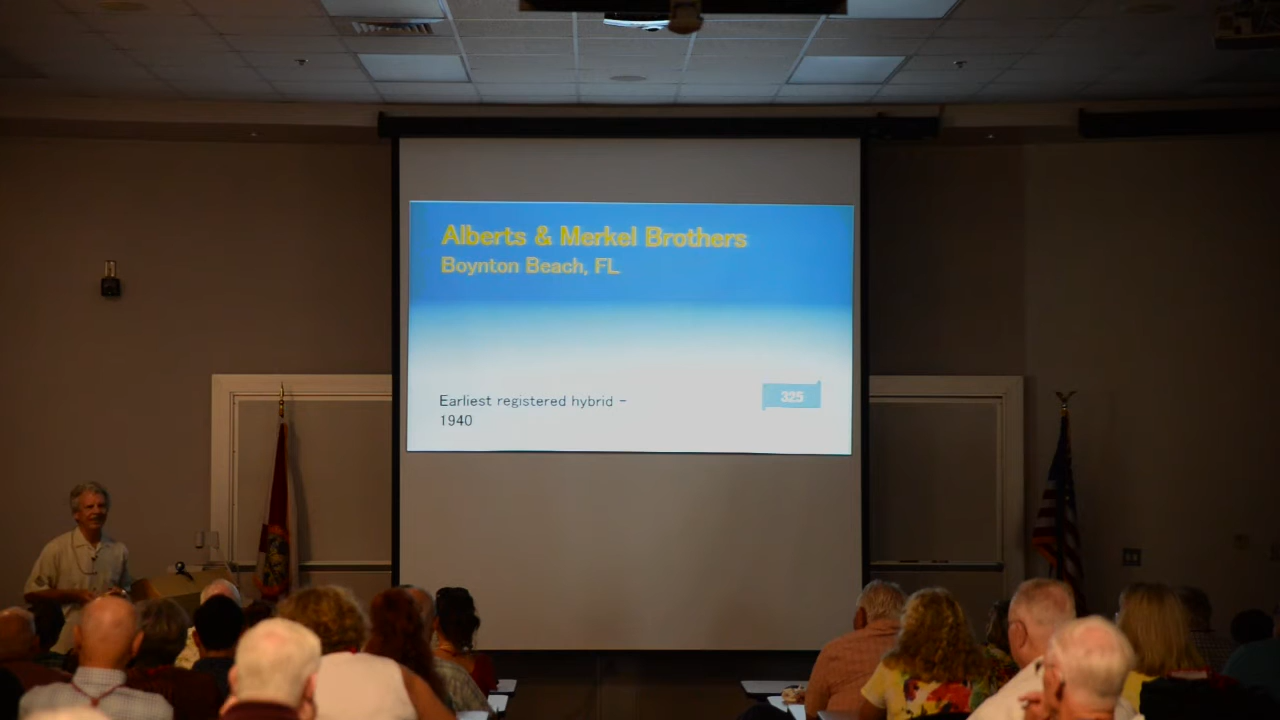 Alberts & Merkel Brothers
Boynton Beach, FL
Earliest registered hybrid –
1940
325